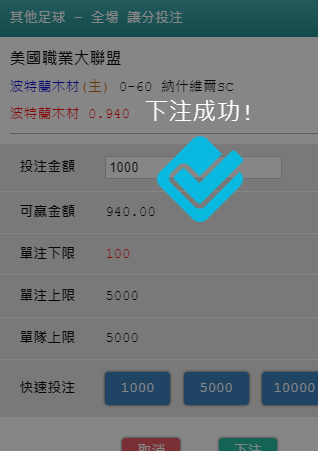 其他足球 - 全場 讓分投注
美國職業大聯盟
波特蘭木材(主) 0-60 納什維爾SC
波特蘭木材 0.940
下注成功!
投注金額 1000
可贏金額 940.00
單注下限 100
單注上限 5000
單隊上限 5000
快速投注 1000 5000 10000
取消 下注